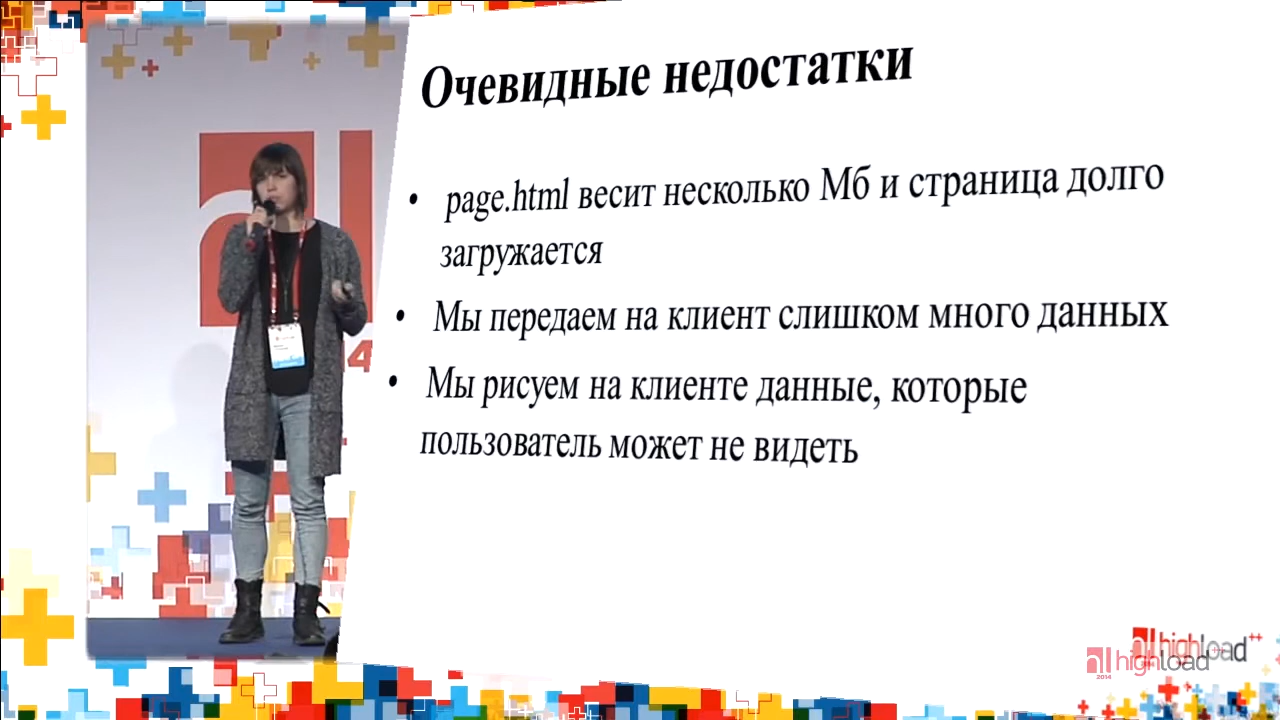 Очевидные недостатки
• page.html весит несколько Мб и страница долго
загружается
• Мы передаем на клиент слишком много данных
• Мы рисуем на клиенте данные, которые
пользователь может не видеть
highload++
highload++
2014
4